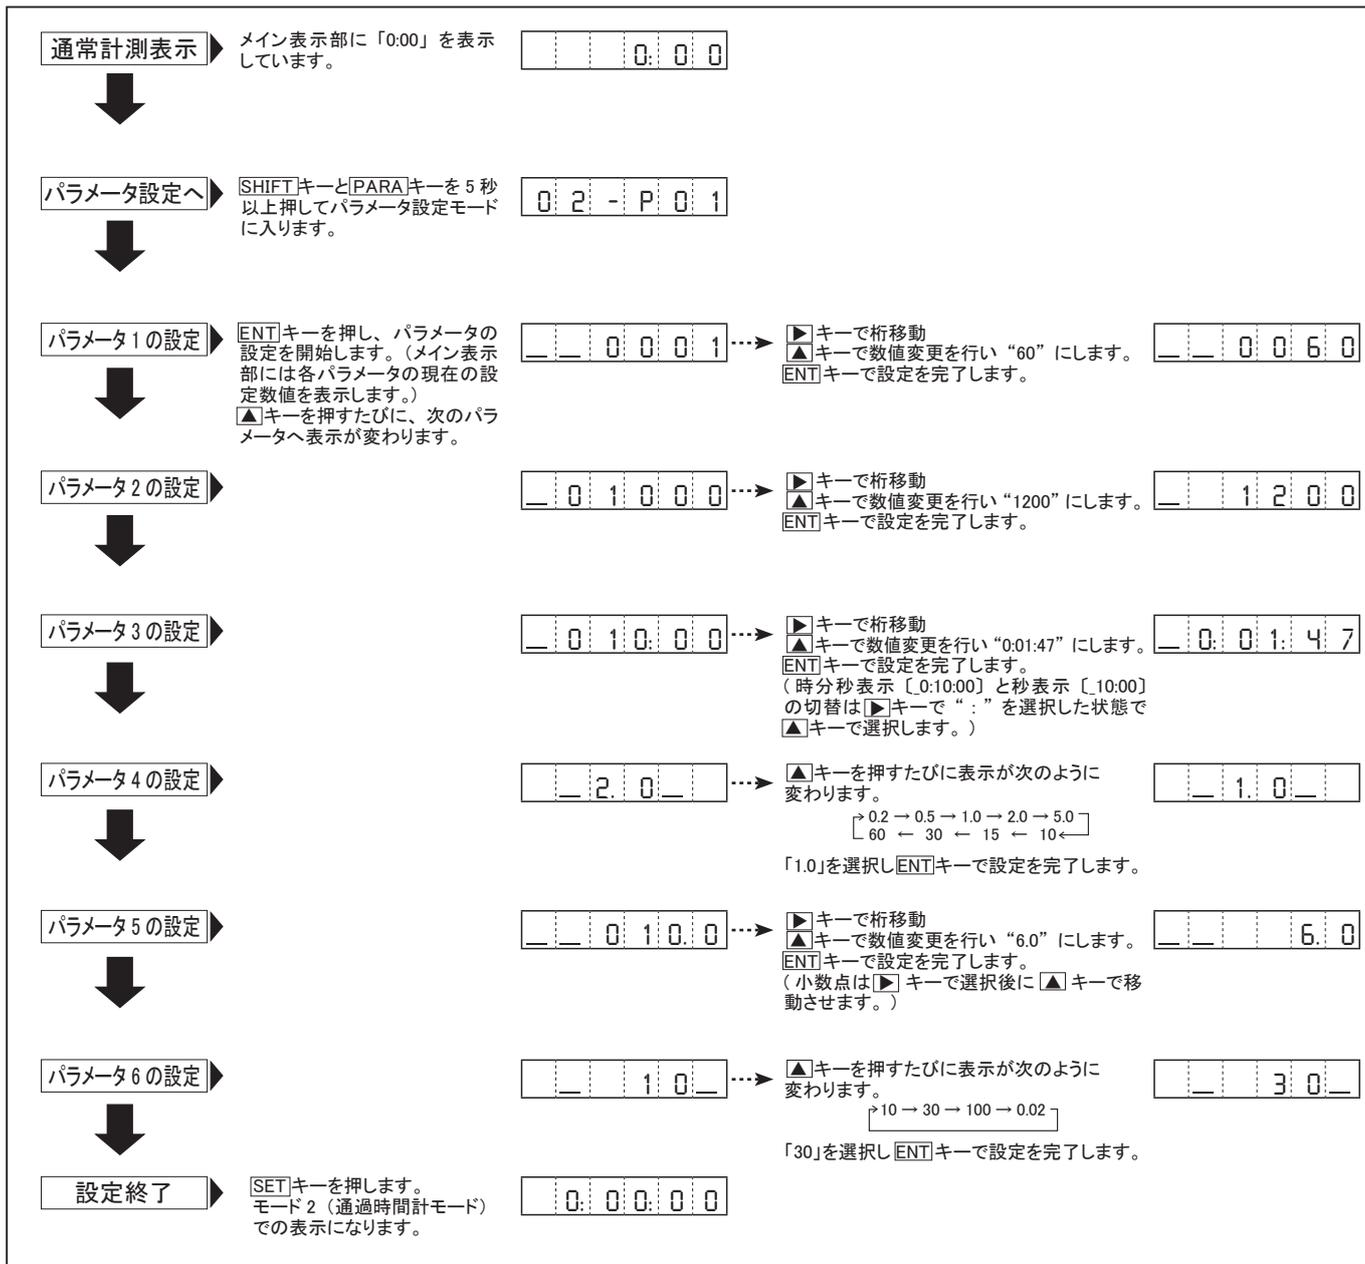 通常計測表示
メイン表示部に「0:00」を表示
しています。
0:00
パラメータ設定へ
SHIFTキーとPARAキーを5秒
以上押してパラメータ設定モード
に入ります。
02-P01
パラメータ1の設定
ENTキーを押し、パラメータの
設定を開始します。(メイン表示
部には各パラメータの現在の設
定数値を表示します。)
▲キーを押すたびに、次のパラ
メータへ表示が変わります。
__0001
▶キーで桁移動
▲キーで数値変更を行い“60”にします。
ENTキーで設定を完了します。
__0060
パラメータ2の設定
_01000
▶キーで桁移動
▲キーで数値変更を行い“1200”にします。
ENTキーで設定を完了します。
_ 1200
パラメータ3の設定
_010:00
▶キーで桁移動
▲キーで数値変更を行い“0:01:47”にします。
ENTキーで設定を完了します。
(時分秒表示〔_0:10:00〕と秒表示〔_10:00〕
の切替は▶キーで“:”を選択した状態で
▲キーで選択します。)
_0:01:47
パラメータ4の設定
_2.0_
▲キーを押すたびに表示が次のように
変わります。
0.2 → 0.5 → 1.0 → 2.0 → 5.0
60 ← 30 ← 15 ← 10←
「1.0」を選択しENTキーで設定を完了します。
_1.0_
パラメータ5の設定
__010.0
▶キーで桁移動
▲キーで数値変更を行い“6.0”にします。
ENTキーで設定を完了します。
(小数点は▶キーで選択後に▲キーで移
動させます。)
__ 6.0
パラメータ6の設定
_ 10_
▲キーを押すたびに表示が次のように
変わります。
10 → 30 → 100 → 0.02
「30」を選択しENTキーで設定を完了します。
_ 30_
設定終了
SETキーを押します。
モード2(通過時間計モード)
での表示になります。
0:00:00